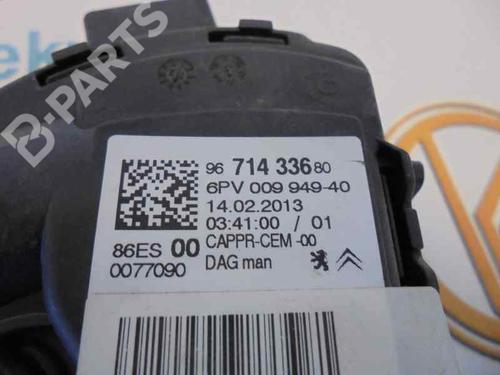 B-PARTS
96 714 336 80
6PV 009 949-40
14.02.2013
03:41:00 / 01
86ES 00 CAPPR-CEM -00
0077090 DAG man